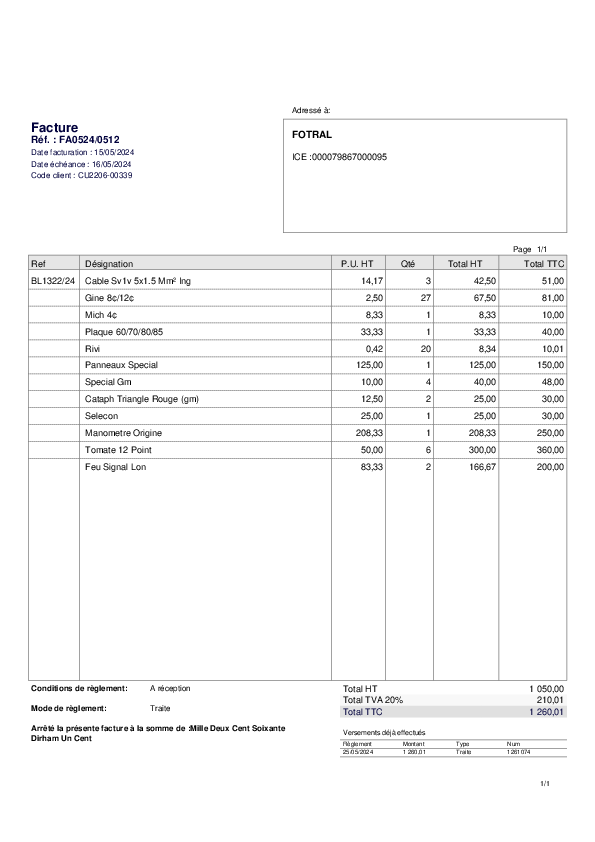 Adressé à:
Facture
Réf. : FA0524/0512
Date facturation : 15/05/2024
Date échéance : 16/05/2024
Code client : CU2206-00339
FOTRAL
ICE :000079867000095
Page 1/1
Ref Désignation P.U. HT Qté Total HT Total TTC
BL1322/24 Cable Sv1v 5x1.5 Mm² Ing 14,17 3 42,50 51,00
Gine 8¢/12¢ 2,50 27 67,50 81,00
Mich 4¢ 8,33 1 8,33 10,00
Plaque 60/70/80/85 33,33 1 33,33 40,00
Rivi 0,42 20 8,34 10,01
Panneaux Special 125,00 1 125,00 150,00
Special Gm 10,00 4 40,00 48,00
Cataph Triangle Rouge (gm) 12,50 2 25,00 30,00
Selecon 25,00 1 25,00 30,00
Manometre Origine 208,33 1 208,33 250,00
Tomate 12 Point 50,00 6 300,00 360,00
Feu Signal Lon 83,33 2 166,67 200,00
Conditions de règlement: A réception
Mode de règlement: Traite
Arrêté la présente facture à la somme de :Mille Deux Cent Soixante
Dirham Un Cent
Total HT 1 050,00
Total TVA 20% 210,01
Total TTC 1 260,01
Versements déjà effectués
Règlement Montant Type Num
25/05/2024 1 260,01 Traite 1261074
1/1